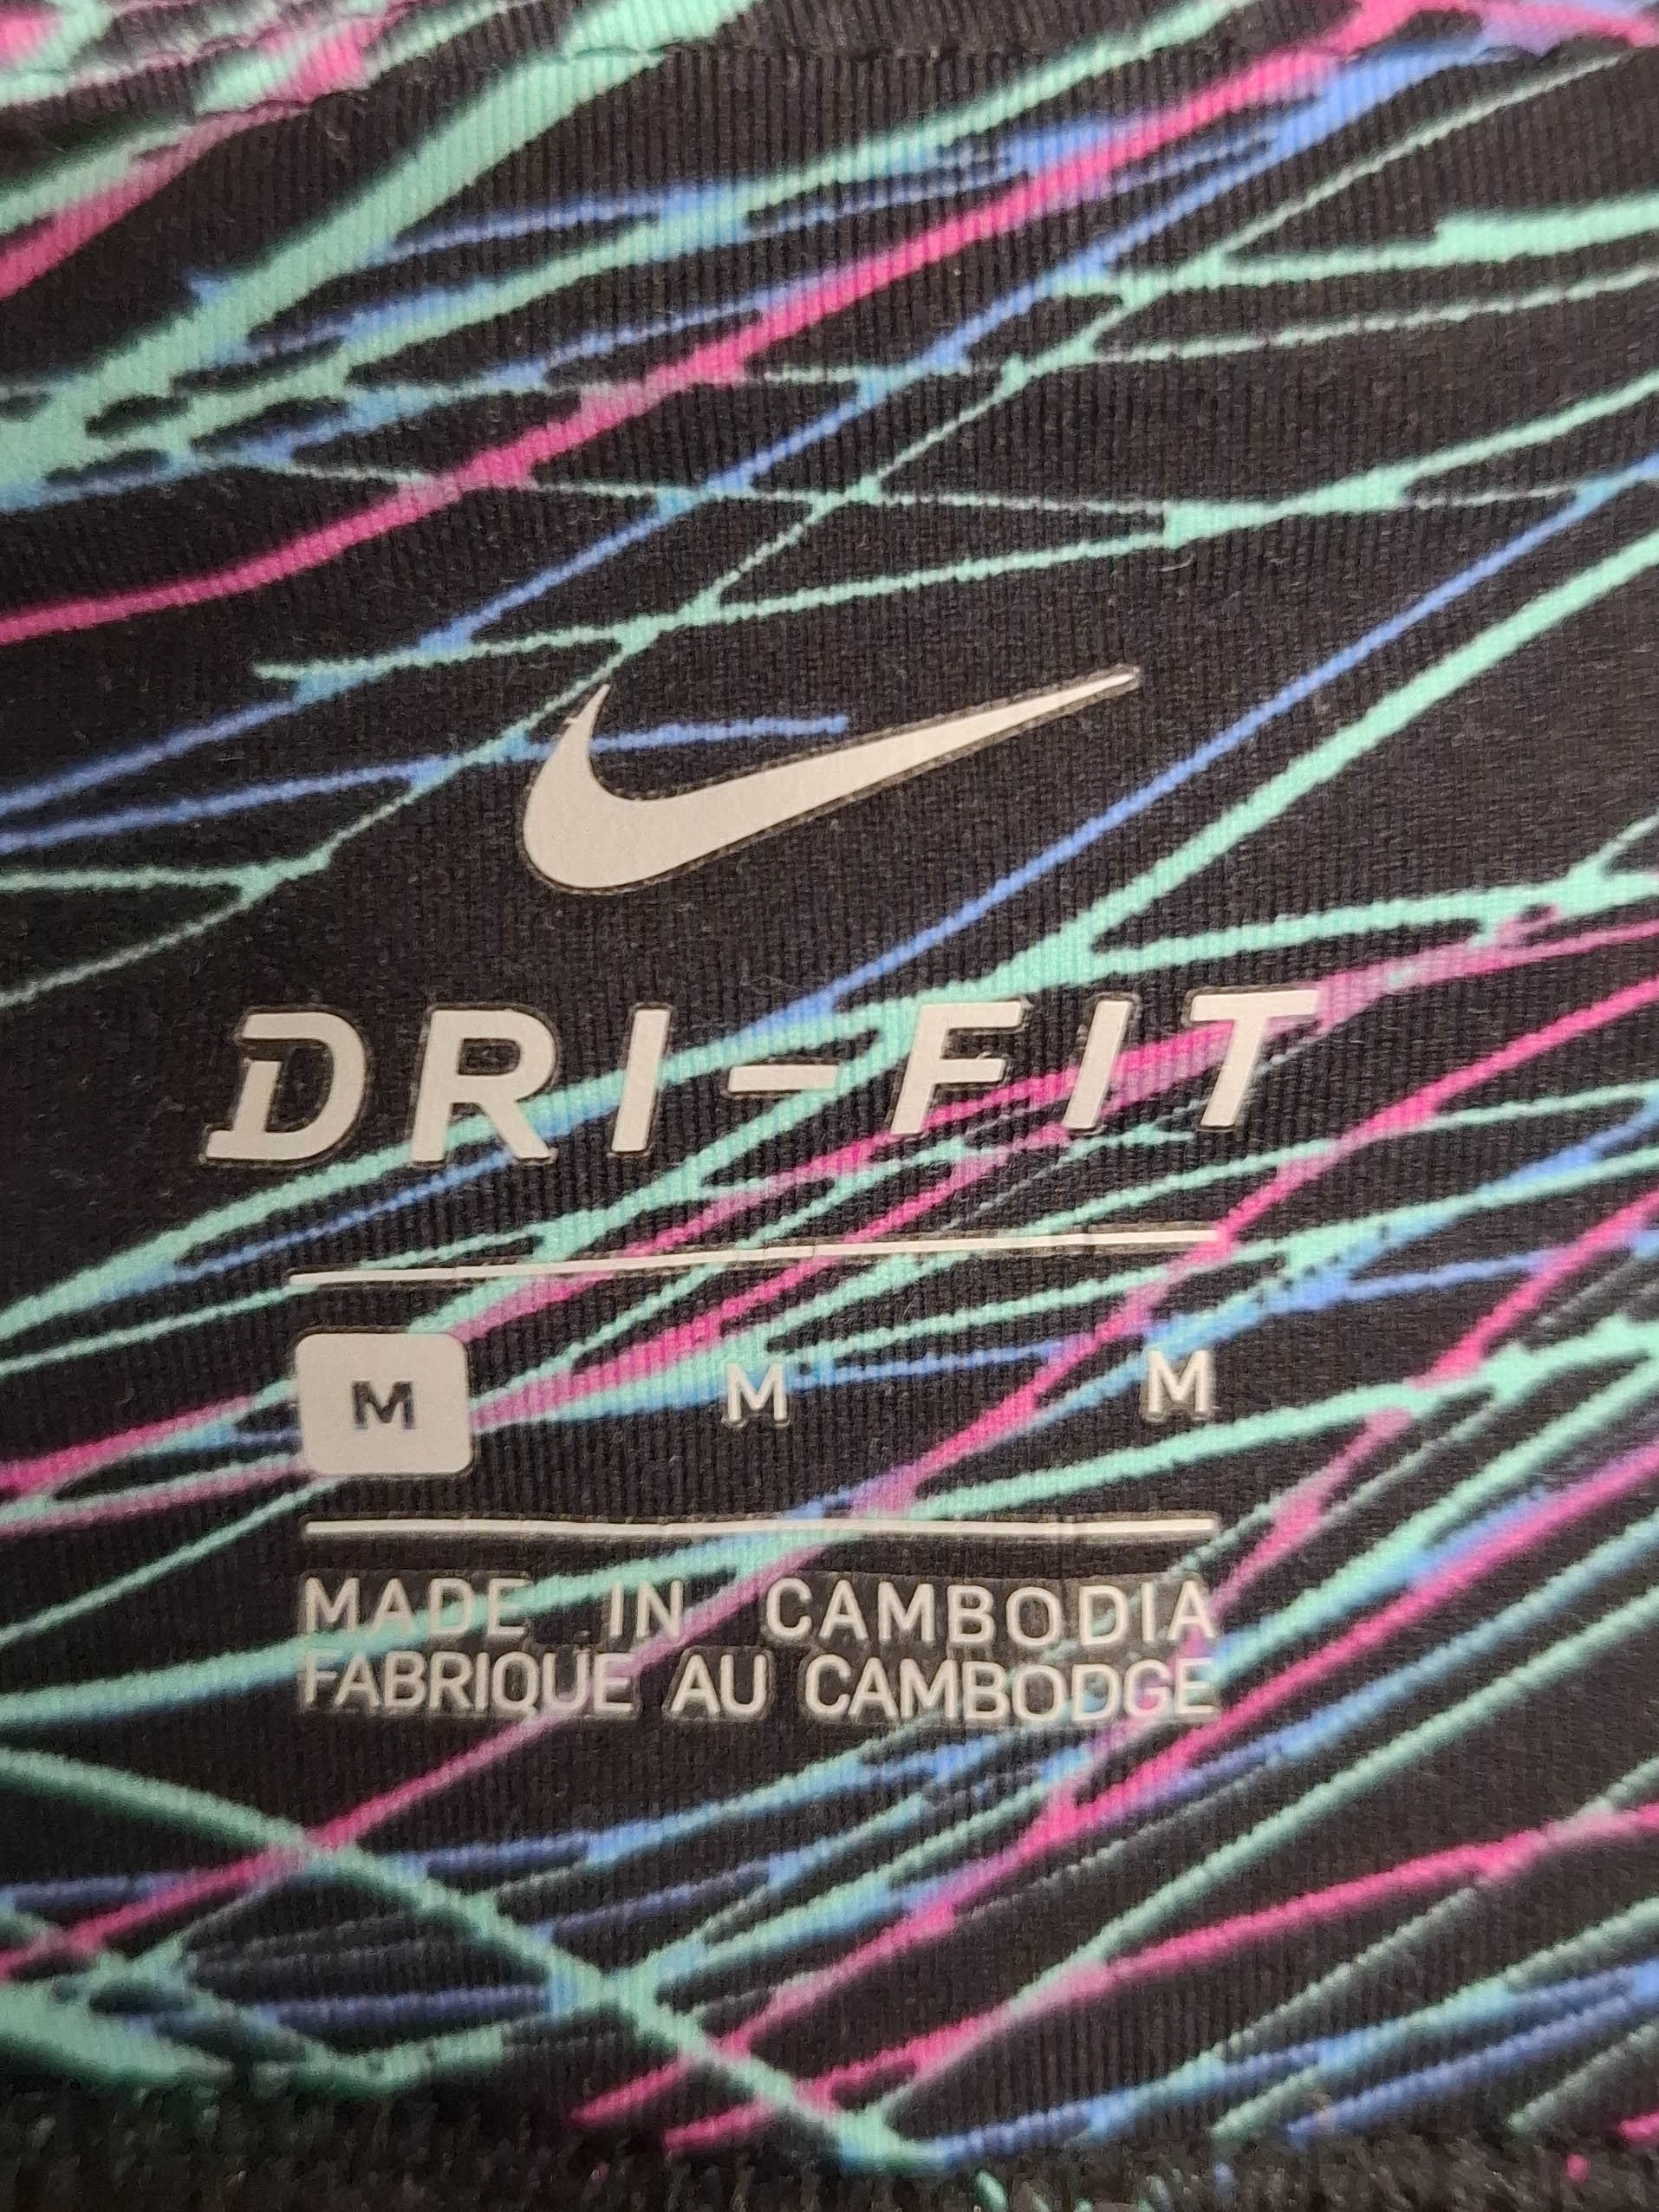 DRI-FIT
M M M
MADE IN CAMBODIA
FABRIQUE AU CAMBODGE